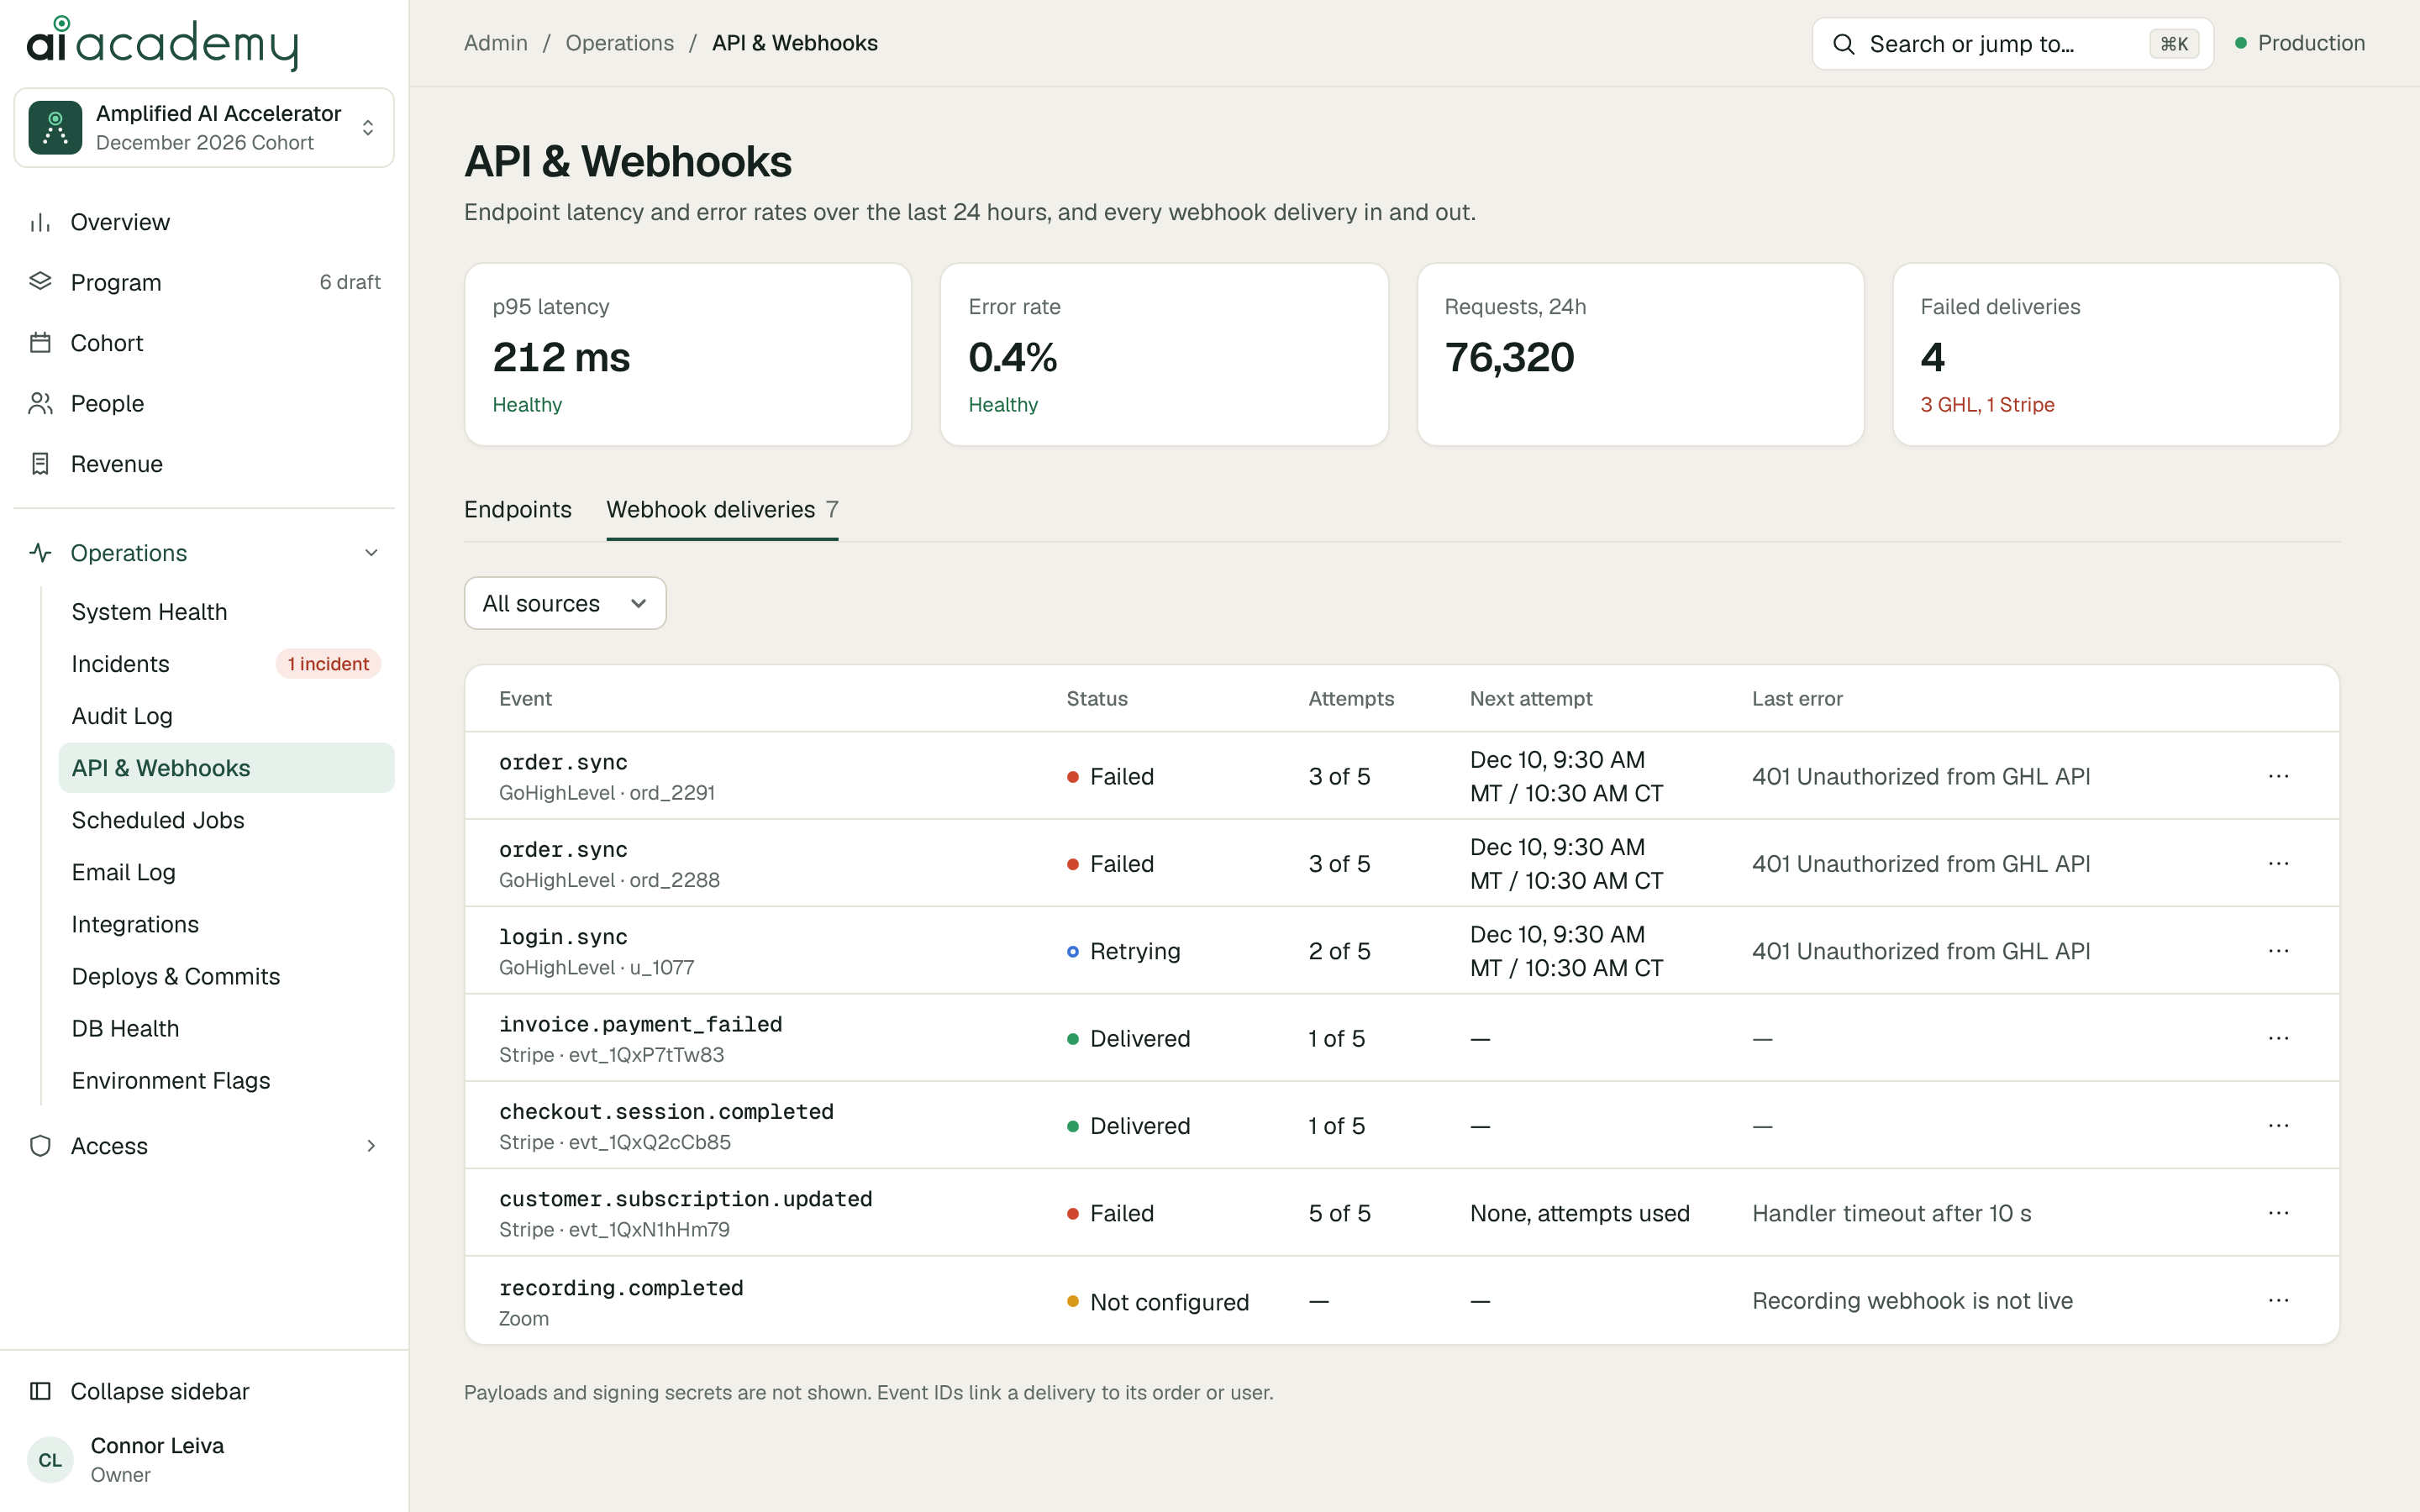 ai academy
Amplified AI Accelerator
December 2026 Cohort
Overview
Program 6 draft
Cohort
People
Revenue
Operations
System Health
Incidents 1 incident
Audit Log
API & Webhooks
Scheduled Jobs
Email Log
Integrations
Deploys & Commits
DB Health
Environment Flags
Access
Collapse sidebar
CL
Connor Leiva
Owner
Admin / Operations / API & Webhooks
Search or jump to… ⌘K
Production
API & Webhooks
Endpoint latency and error rates over the last 24 hours, and every webhook delivery in and out.
p95 latency
212 ms
Healthy
Error rate
0.4%
Healthy
Requests, 24h
76,320
Failed deliveries
4
3 GHL, 1 Stripe
Endpoints Webhook deliveries 7
All sources
Event Status Attempts Next attempt Last error
order.sync
GoHighLevel · ord_2291
Failed
3 of 5
Dec 10, 9:30 AM
MT / 10:30 AM CT
401 Unauthorized from GHL API
order.sync
GoHighLevel · ord_2288
Failed
3 of 5
Dec 10, 9:30 AM
MT / 10:30 AM CT
401 Unauthorized from GHL API
login.sync
GoHighLevel · u_1077
Retrying
2 of 5
Dec 10, 9:30 AM
MT / 10:30 AM CT
401 Unauthorized from GHL API
invoice.payment_failed
Stripe · evt_1QxP7tTw83
Delivered
1 of 5
—
—
checkout.session.completed
Stripe · evt_1QxQ2cCb85
Delivered
1 of 5
—
—
customer.subscription.updated
Stripe · evt_1QxN1hHm79
Failed
5 of 5
None, attempts used
Handler timeout after 10 s
recording.completed
Zoom
Not configured
—
—
Recording webhook is not live
Payloads and signing secrets are not shown. Event IDs link a delivery to its order or user.